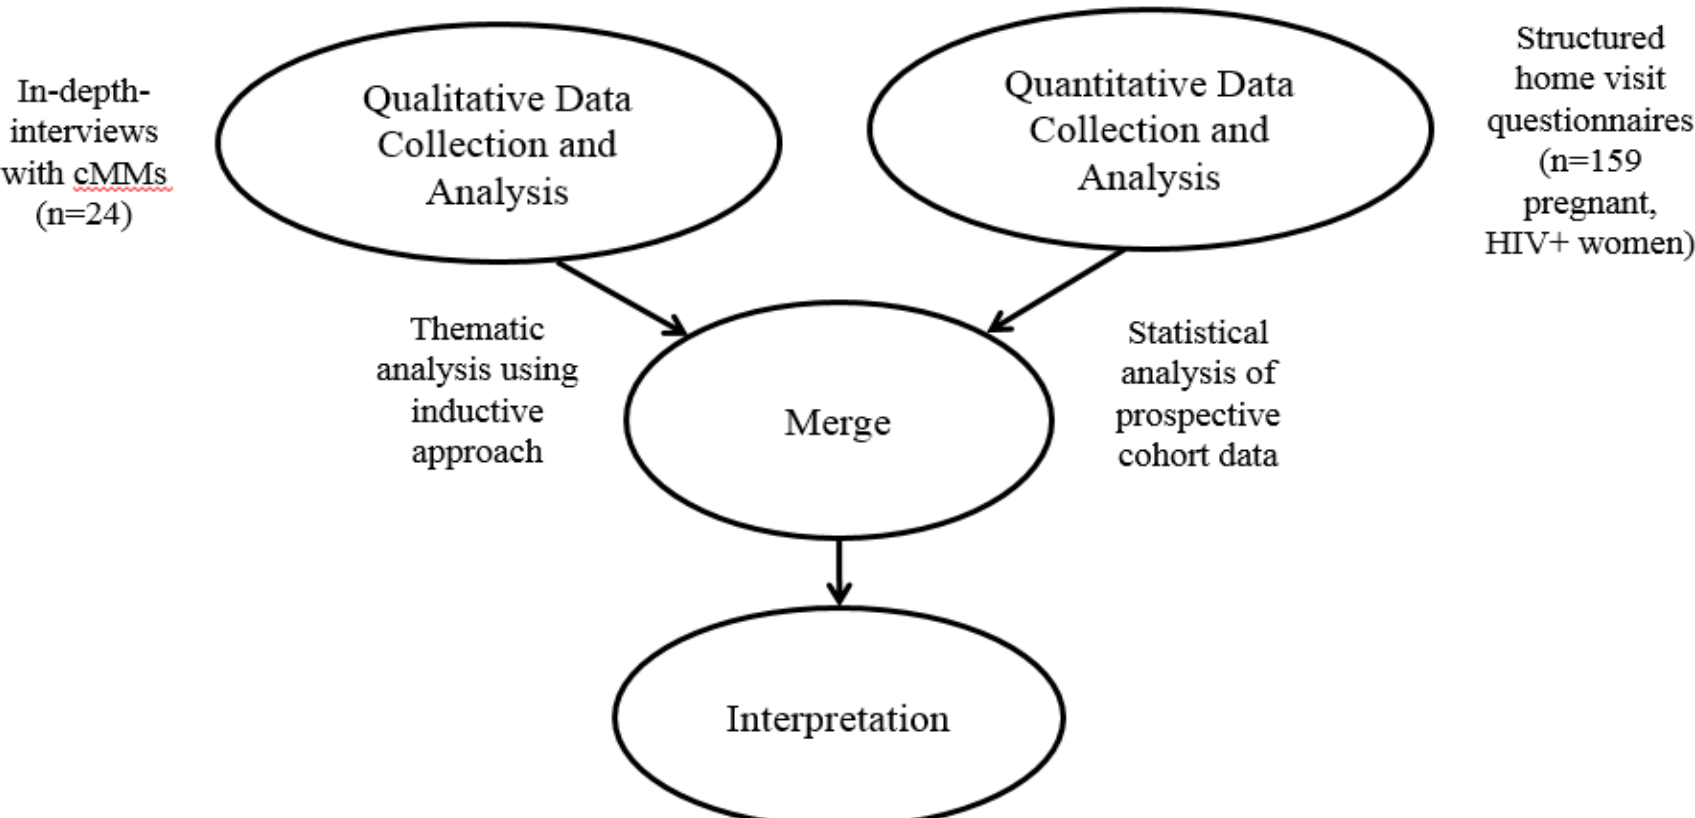 In-depth-
interviews
with cMMs
(n=24)
Qualitative Data
Collection and
Analysis
Quantitative Data
Collection and
Analysis
Structured
home visit
questionnaires
(n=159
pregnant,
HIV+ women)
Thematic
analysis using
inductive
approach
Merge
Statistical
analysis of
prospective
cohort data
Interpretation